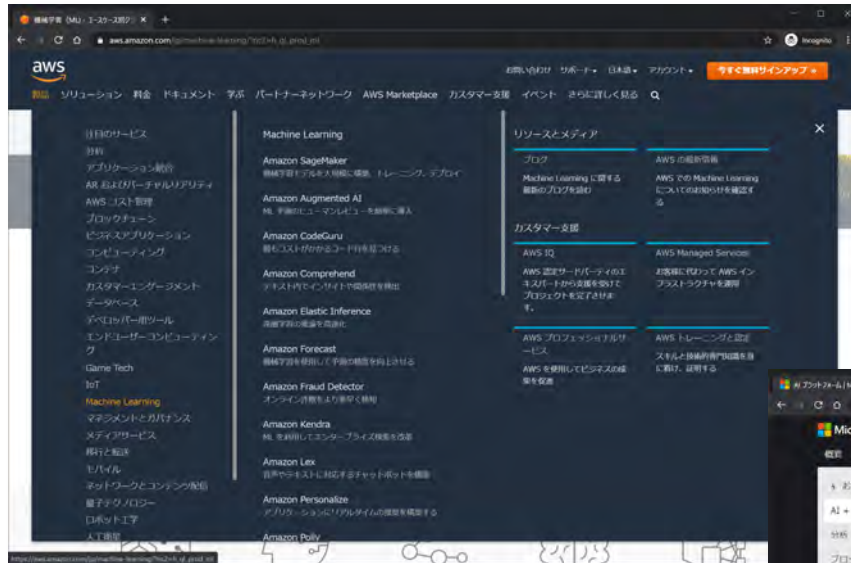 機械学習 (ML) - エースケース別ク
aws.amazon.com/jp/machine-learning/?nc2=h_ql_prod_ml
Incognito
aws
お問い合わせ サポート 日本語 アカウント 今すぐ無料サインアップ
製品 ソリューション 料金 ドキュメント 学ぶ パートナーネットワーク AWS Marketplace カスタマー支援 イベント さらに詳しく見る
注目のサービス
分析
アプリケーション統合
AR およびバーチャルリアリティ
AWS コスト管理
ブロックチェーン
ビジネスアプリケーション
コンピューティング
コンテナ
カスタマーエンゲージメント
データベース
デベロッパー用ツール
エンドユーザーコンピューティン
グ
Game Tech
IoT
Machine Learning
マネジメントとガバナンス
メディアサービス
移行と転送
モバイル
ネットワークとコンテンツ配信
量子テクノロジー
ロボット工学
人工衛星
Machine Learning
Amazon SageMaker
機械学習モデルを大規模に構築、トレーニング、デプロイ
Amazon Augmented AI
ML 予測のヒューマンレビューを簡単に導入
Amazon CodeGuru
最もコストがかかるコード行を見つける
Amazon Comprehend
テキスト内でインサイトや関係性を検出
Amazon Elastic Inference
深層学習の推論を高速化
Amazon Forecast
機械学習を使用して予測の精度を向上させる
Amazon Fraud Detector
オンライン詐欺をより素早く検知
Amazon Kendra
ML を利用してエンタープライズ検索を改革
Amazon Lex
音声やテキストに対応するチャットボットを構築
Amazon Personalize
アプリケーションにリアルタイムの推奨を構築する
Amazon Polly
リソースとメディア
ブログ
Machine Learning に関する
最新のブログを読む
AWS の最新情報
AWS での Machine Learning
についてのお知らせを確認す
る
カスタマー支援
AWS IQ
AWS 認定サードパーティのエ
キスパートから支援を受けて
プロジェクトを完了させま
す。
AWS Managed Services
お客様に代わって AWS イン
フラストラクチャを運用
AWS プロフェッショナルサ
ービス
AWS を使用してビジネスの成
果を促進
AWS トレーニングと認定
スキルと技術的専門知識を身
に着け、証明する
https://aws.amazon.com/jp/machine-learning/?nc2=h_ql_prod_ml
AI プラットフォーム | M
Mic
概要
AI +
分析
ブロ